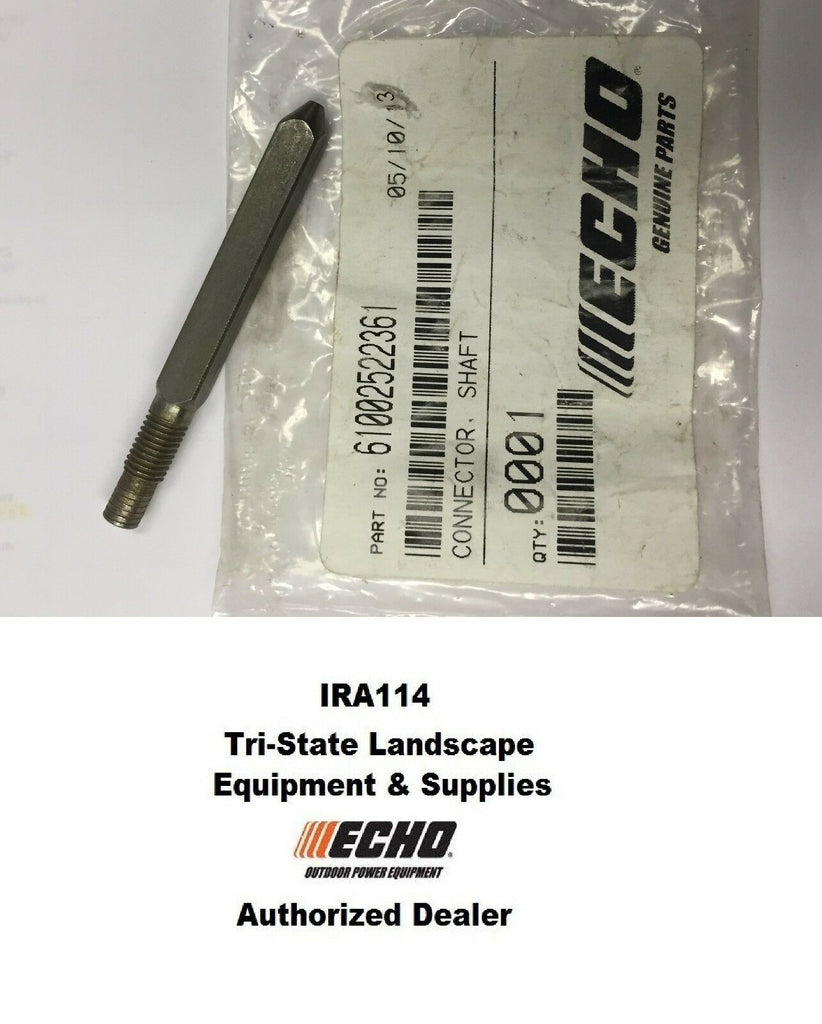 05/10/13
PART NO: 61002522361
CONNECTOR, SHAFT
QTY: 0001
ECHO
GENUINE PARTS
IRA114
Tri-State Landscape
Equipment & Supplies
ECHO
OUTDOOR POWER EQUIPMENT
Authorized Dealer